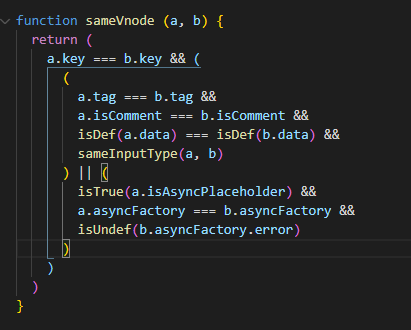 function sameVnode (a, b) {
return (
a.key === b.key && (
(
a.tag === b.tag &&
a.isComment === b.isComment &&
isDef(a.data) === isDef(b.data) &&
sameInputType(a, b)
) || (
isTrue(a.isAsyncPlaceholder) &&
a.asyncFactory === b.asyncFactory &&
isUndef(b.asyncFactory.error)
)
)
)
}